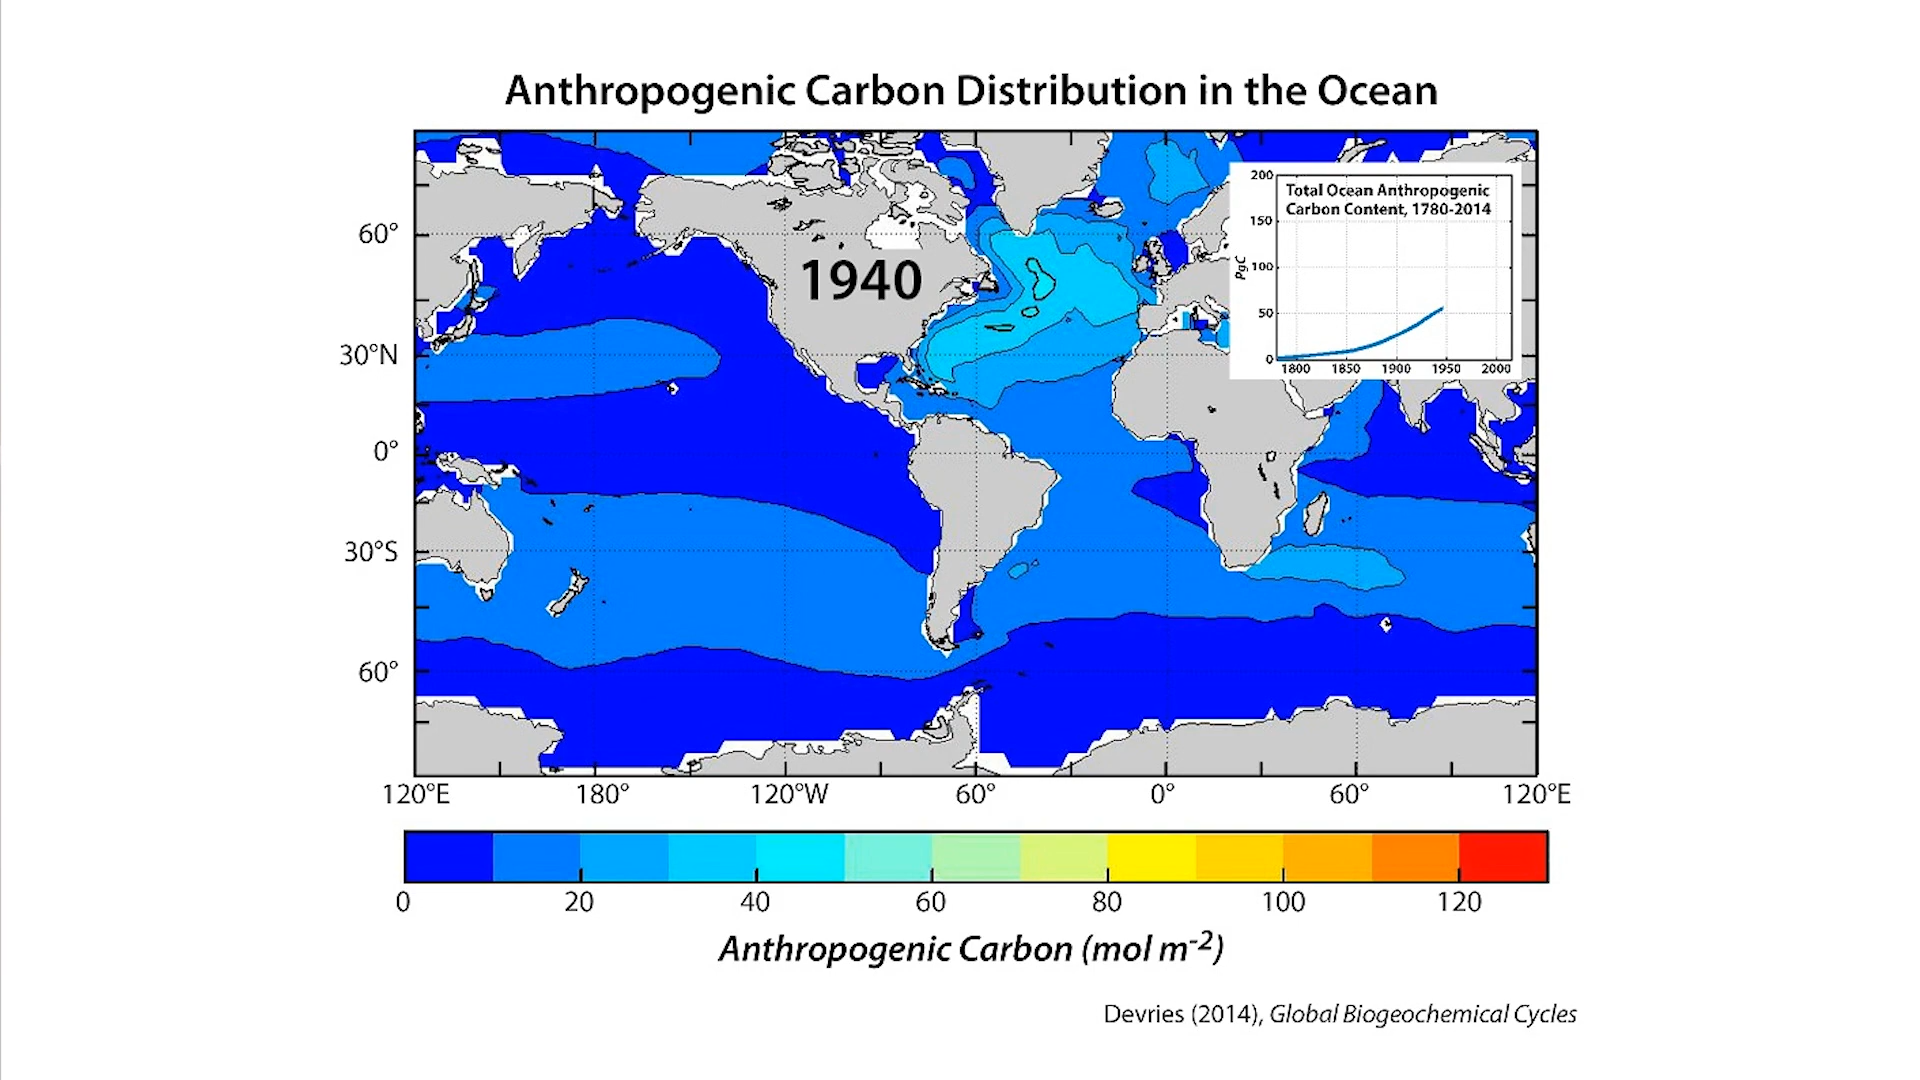 Anthropogenic Carbon Distribution in the Ocean
200
Total Ocean Anthropogenic
Carbon Content, 1780-2014
150
100
PgC
50
0
1800 1850 1900 1950 2000
1940
60°
30°N
0°
30°S
60°
120°E 180° 120°W 60° 0° 60° 120°E
0 20 40 60 80 100 120
Anthropogenic Carbon (mol m-2)
Devries (2014), Global Biogeochemical Cycles